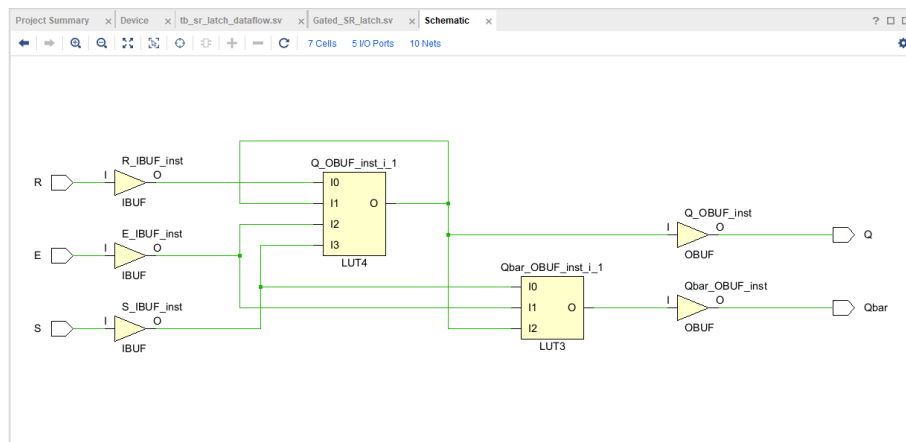 Project Summary × Device × tb_sr_latch_dataflow.sv × Gated_SR_latch.sv × Schematic × ?
7 Cells 5 I/O Ports 10 Nets
R_IBUF_inst
R I O
IBUF
Q_OBUF_inst_i_1
I0
I1 O
I2
I3
LUT4
E_IBUF_inst
E I O
IBUF
S_IBUF_inst
S I O
IBUF
Qbar_OBUF_inst_i_1
I0
I1 O
I2
LUT3
Q_OBUF_inst
I O Q
OBUF
Qbar_OBUF_inst
I O Qbar
OBUF